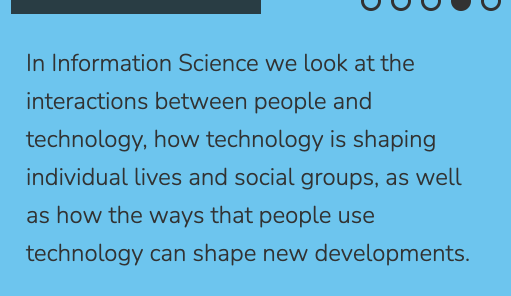 In Information Science we look at the
interactions between people and
technology, how technology is shaping
individual lives and social groups, as well
as how the ways that people use
technology can shape new developments.